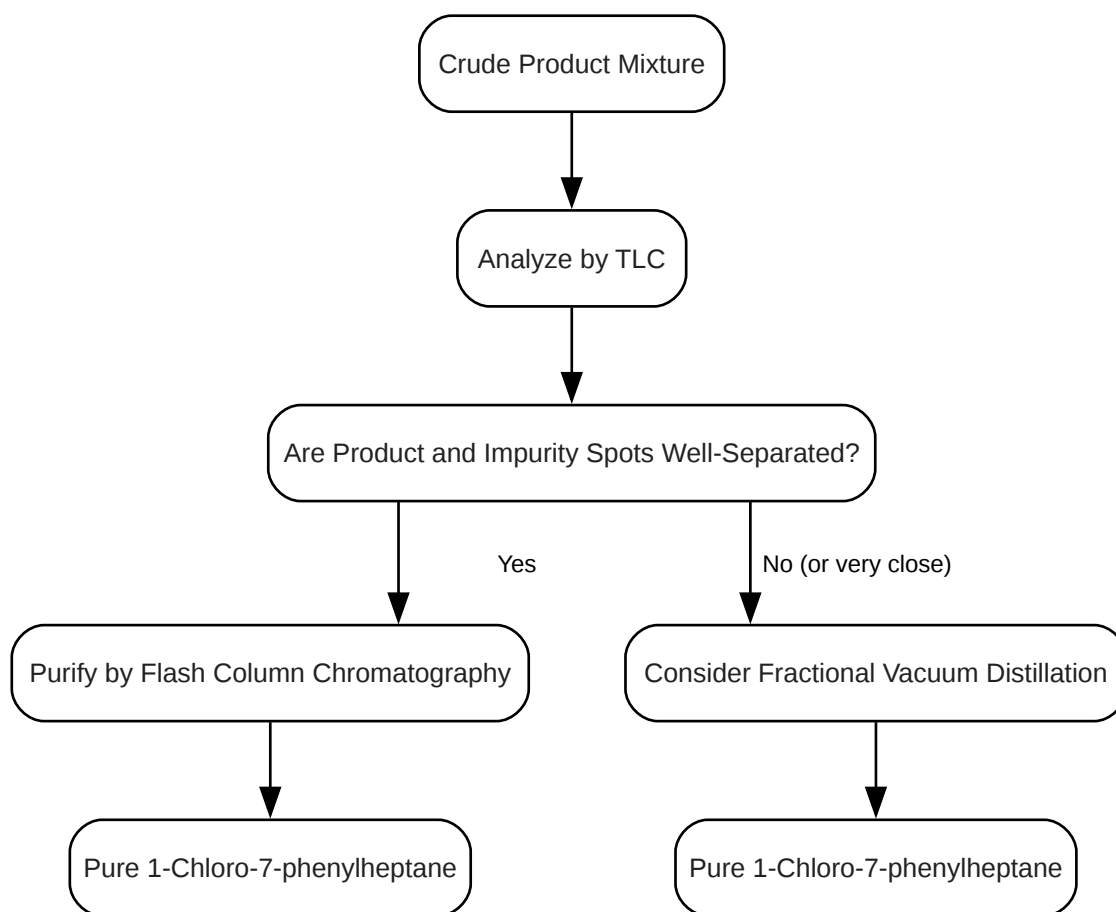 Crude Product Mixture
Analyze by TLC
Are Product and Impurity Spots Well-Separated?
Yes
No (or very close)
Purify by Flash Column Chromatography
Consider Fractional Vacuum Distillation
Pure 1-Chloro-7-phenylheptane
Pure 1-Chloro-7-phenylheptane